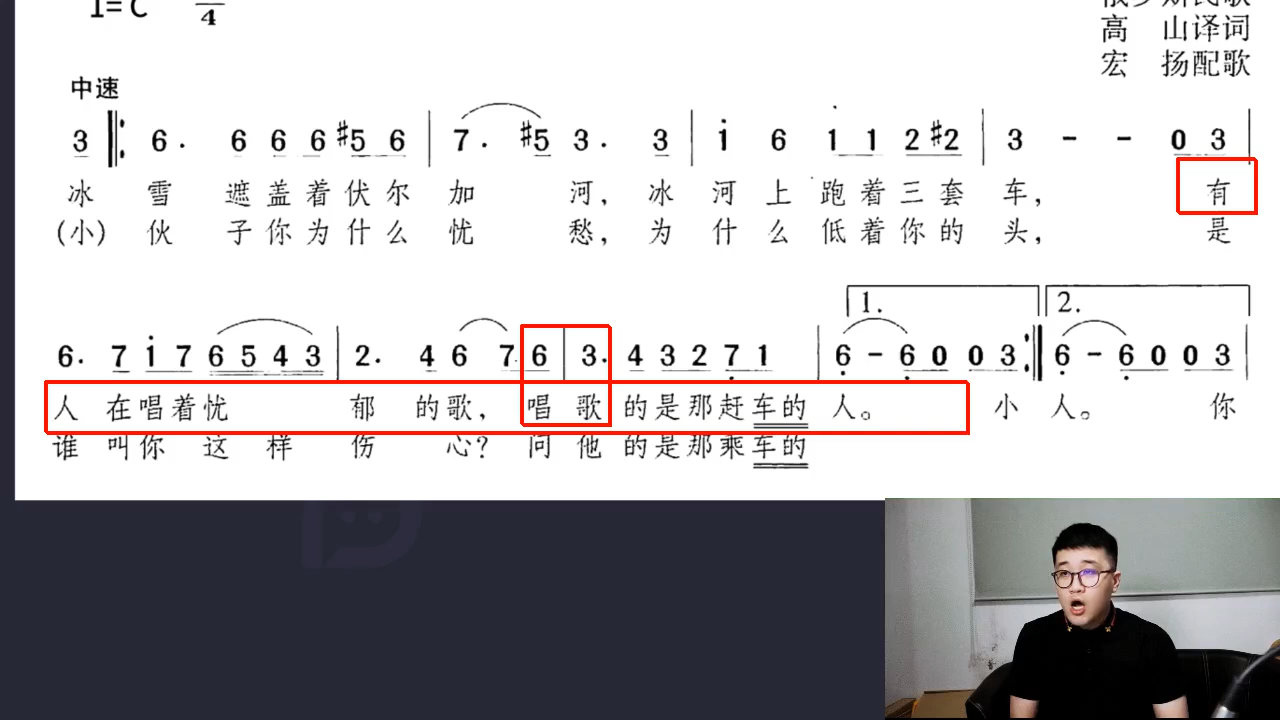 1=C 4
俄罗斯民歌
高 山译词
宏 扬配歌
中速
3 6. 6 6 6 #5 6 7. #5 3. 3 i 6 1 1 2 #2 3 - - 0 3
冰 雪 遮盖着伏尔 加 河, 冰 河 上 跑着三套 车, 有
(小) 伙 子你为什么 忧 愁, 为 什 么 低着你的 头, 是
1. 2.
6. 7 i 7 6 5 4 3 2. 4 6 7 6 3. 4 3 2 7 1 6 - 6 0 0 3 6 - 6 0 0 3
人 在唱着忧 郁 的歌, 唱 歌 的是那赶车的 人。 小 人。 你
谁 叫你 这 样 伤 心? 问 他 的是那乘车的